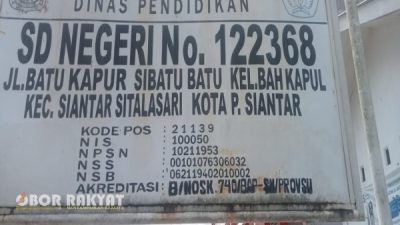 DINAS PENDIDIKAN
SD NEGERI No. 122368
JL.BATU KAPUR SIBATU BATU KEL.BAH KAPUL
KEC. SIANTAR SITALASARI KOTA P. SIANTAR
KODE POS : 21139
NIS : 100050
NPSN : 10211953
NSS : 00101076306032
NSB : 062119402010002
AKREDITASI : B/NOSK. 740/BAP-SM/PROVSU
OBOR RAKYAT